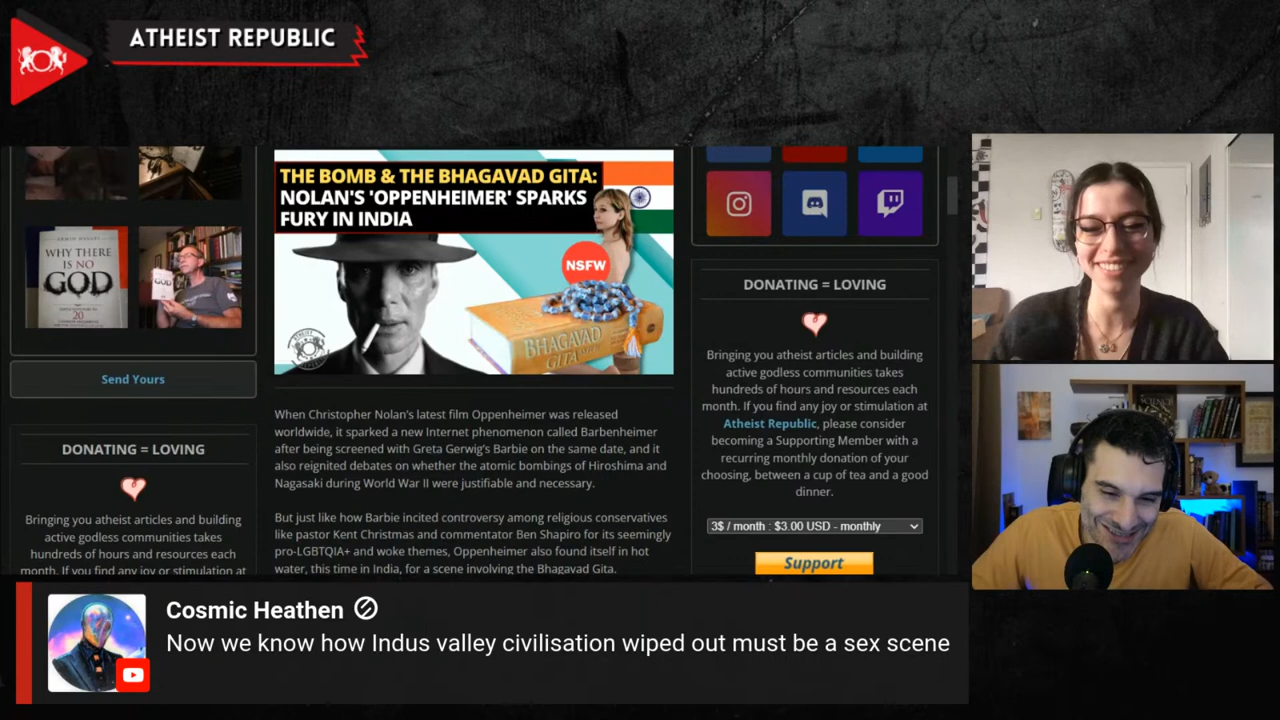 ATHEIST REPUBLIC
WHY THERE
IS NO
GOD
20
GOD
Send Yours
DONATING = LOVING
Bringing you atheist articles and building
active godless communities takes
hundreds of hours and resources each
month. If you find any joy or stimulation at
THE BOMB & THE BHAGAVAD GITA:
NOLAN'S 'OPPENHEIMER' SPARKS
FURY IN INDIA
NSFW
BHAGAVAD
GITA
When Christopher Nolan's latest film Oppenheimer was released
worldwide, it sparked a new Internet phenomenon called Barbenheimer
after being screened with Greta Gerwig's Barbie on the same date, and it
also reignited debates on whether the atomic bombings of Hiroshima and
Nagasaki during World War II were justifiable and necessary.
But just like how Barbie incited controversy among religious conservatives
like pastor Kent Christmas and commentator Ben Shapiro for its seemingly
pro-LGBTQIA+ and woke themes, Oppenheimer also found itself in hot
water, this time in India, for a scene involving the Bhagavad Gita.
DONATING = LOVING
Bringing you atheist articles and building
active godless communities takes
hundreds of hours and resources each
month. If you find any joy or stimulation at
Atheist Republic, please consider
becoming a Supporting Member with a
recurring monthly donation of your
choosing, between a cup of tea and a good
dinner.
3$ / month : $3.00 USD - monthly
Support
Cosmic Heathen
Now we know how Indus valley civilisation wiped out must be a sex scene